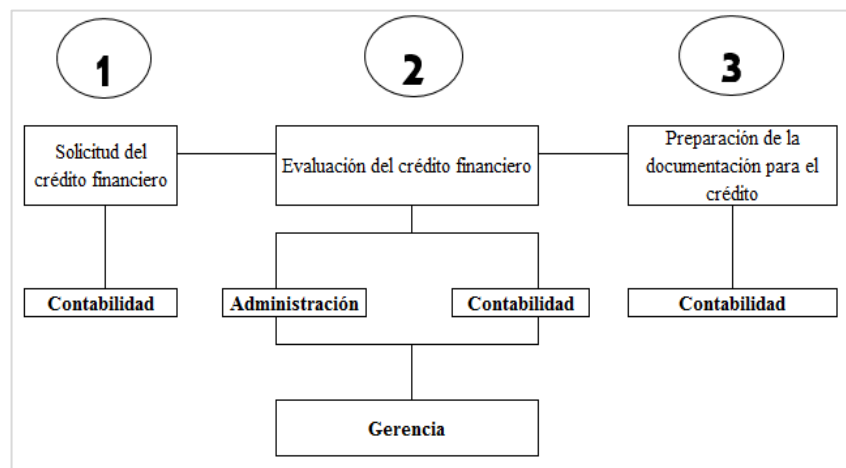 1
2
3
Solicitud del
crédito financiero
Evaluación del crédito financiero
Preparación de la
documentación para el
crédito
Contabilidad
Administración
Contabilidad
Contabilidad
Gerencia